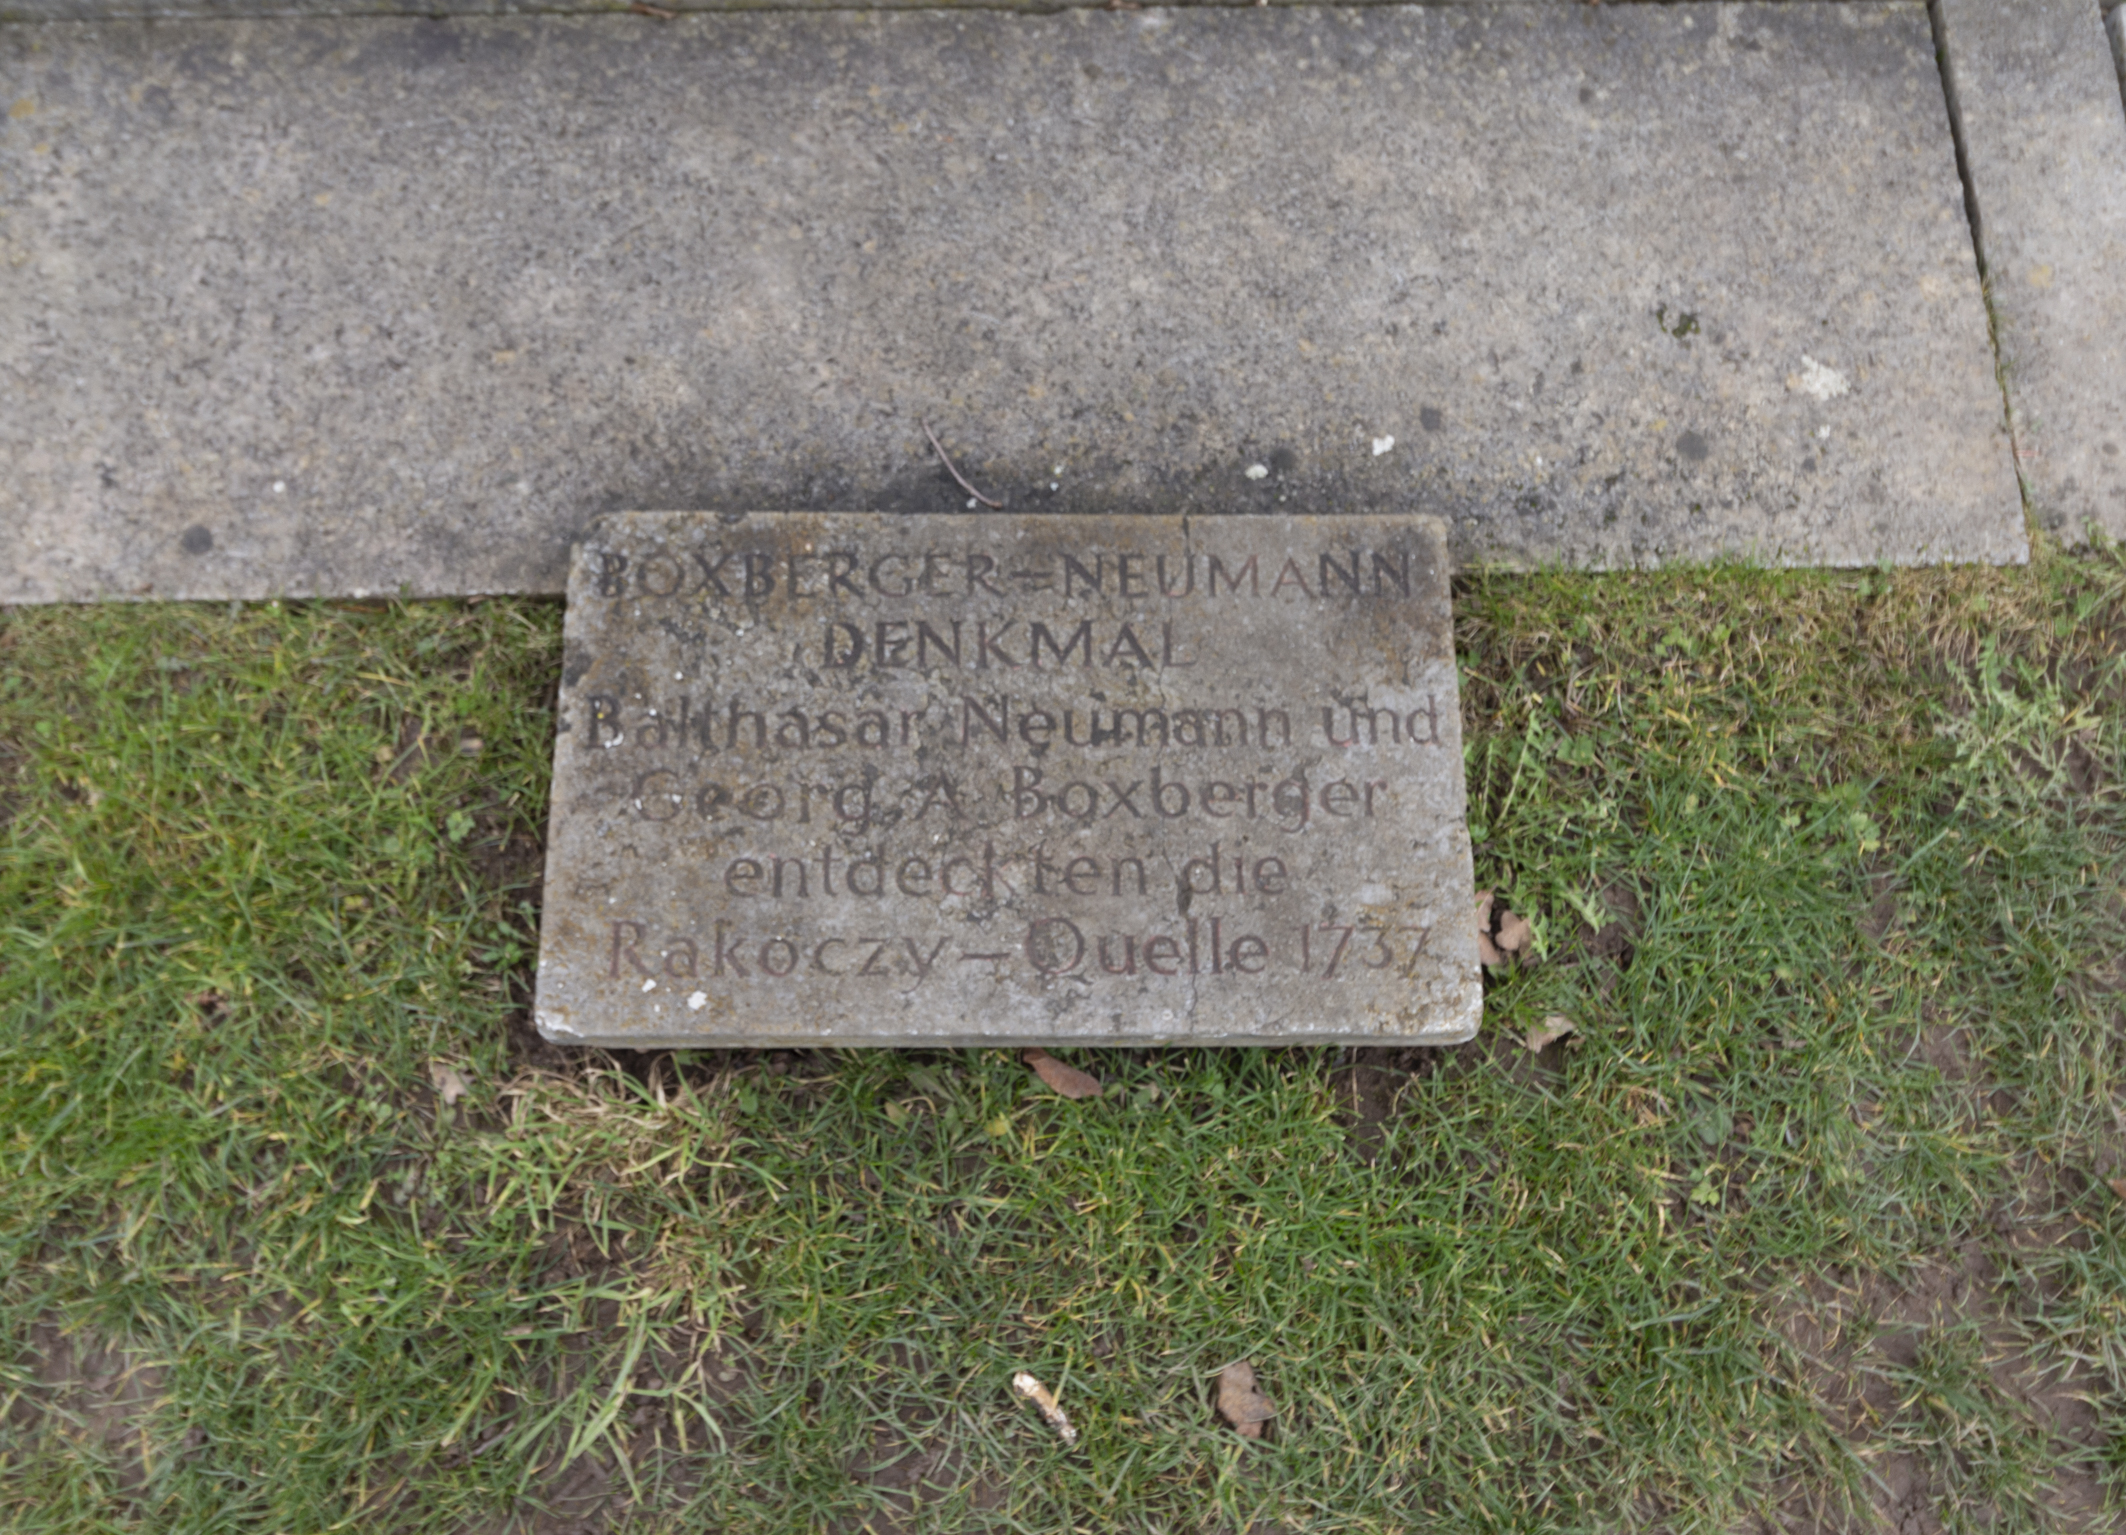 BOXBERGER-NEUMANN
DENKMAL
Balthasar Neumann und
Georg A Boxberger
entdeckten die
Rakoczy-Quelle 1737